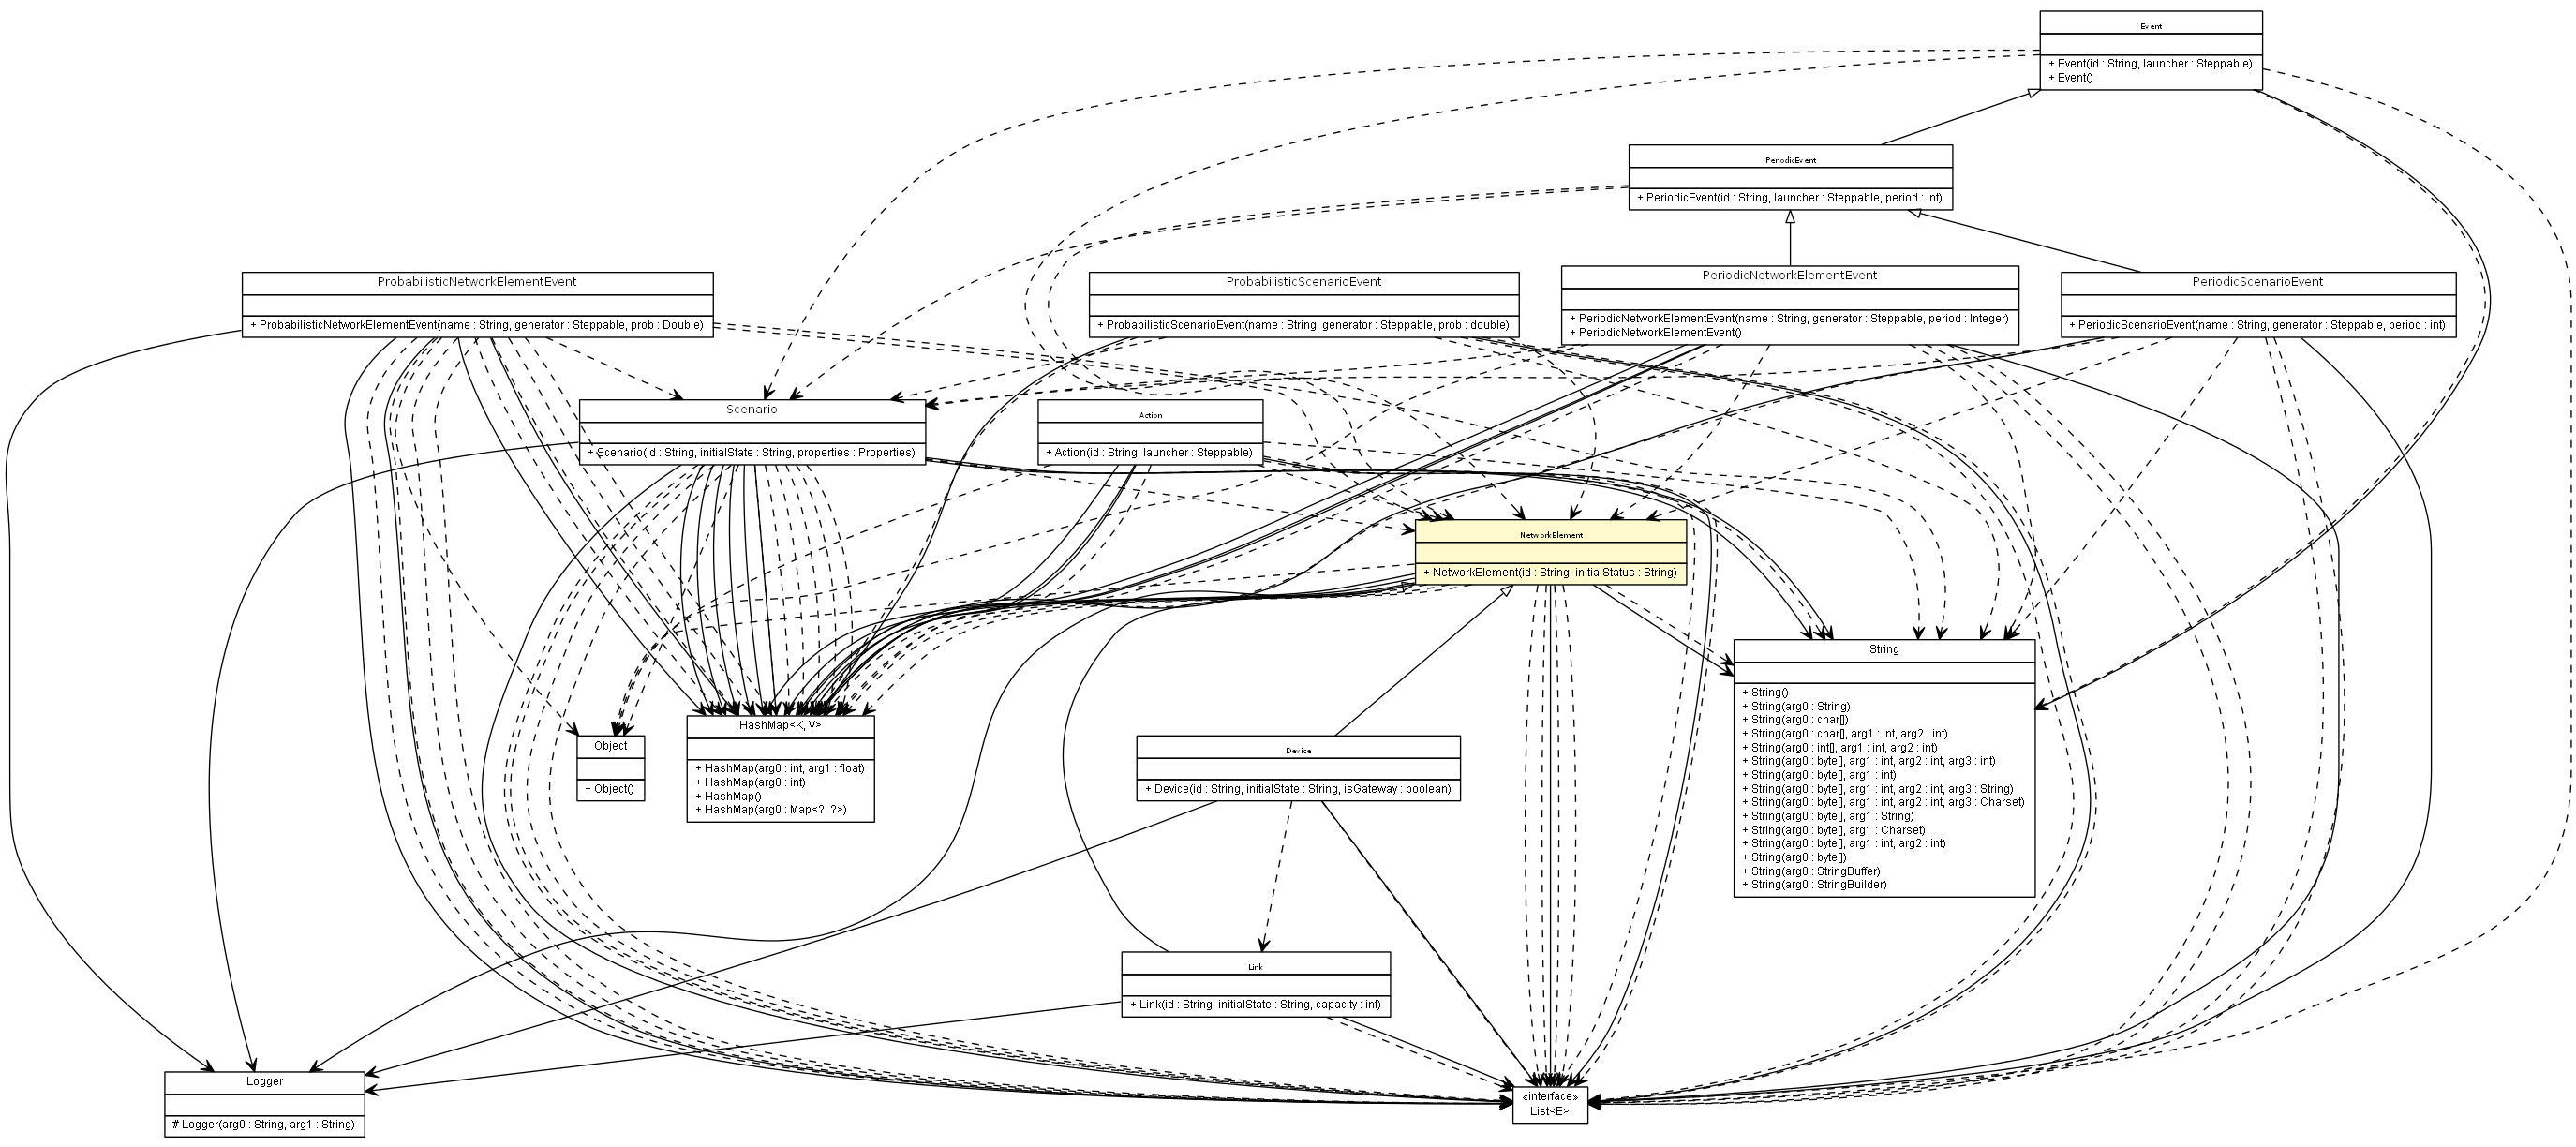 Event
+ Event(id : String, launcher : Steppable)
+ Event()
PeriodicEvent
+ PeriodicEvent(id : String, launcher : Steppable, period : int)
ProbabilisticNetworkElementEvent
+ ProbabilisticNetworkElementEvent(name : String, generator : Steppable, prob : Double)
ProbabilisticScenarioEvent
+ ProbabilisticScenarioEvent(name : String, generator : Steppable, prob : double)
PeriodicNetworkElementEvent
+ PeriodicNetworkElementEvent(name : String, generator : Steppable, period : Integer)
+ PeriodicNetworkElementEvent()
PeriodicScenarioEvent
+ PeriodicScenarioEvent(name : String, generator : Steppable, period : int)
Scenario
+ Scenario(id : String, initialState : String, properties : Properties)
Action
+ Action(id : String, launcher : Steppable)
NetworkElement
+ NetworkElement(id : String, initialStatus : String)
String
+ String()
+ String(arg0 : String)
+ String(arg0 : char[])
+ String(arg0 : char[], arg1 : int, arg2 : int)
+ String(arg0 : int[], arg1 : int, arg2 : int)
+ String(arg0 : byte[], arg1 : int, arg2 : int, arg3 : int)
+ String(arg0 : byte[], arg1 : int)
+ String(arg0 : byte[], arg1 : int, arg2 : int, arg3 : String)
+ String(arg0 : byte[], arg1 : int, arg2 : int, arg3 : Charset)
+ String(arg0 : byte[], arg1 : String)
+ String(arg0 : byte[], arg1 : Charset)
+ String(arg0 : byte[], arg1 : int, arg2 : int)
+ String(arg0 : byte[])
+ String(arg0 : StringBuffer)
+ String(arg0 : StringBuilder)
Object
+ Object()
HashMap<K, V>
+ HashMap(arg0 : int, arg1 : float)
+ HashMap(arg0 : int)
+ HashMap()
+ HashMap(arg0 : Map<?, ?>)
Device
+ Device(id : String, initialState : String, isGateway : boolean)
Link
+ Link(id : String, initialState : String, capacity : int)
Logger
# Logger(arg0 : String, arg1 : String)
«interface»
List<E>